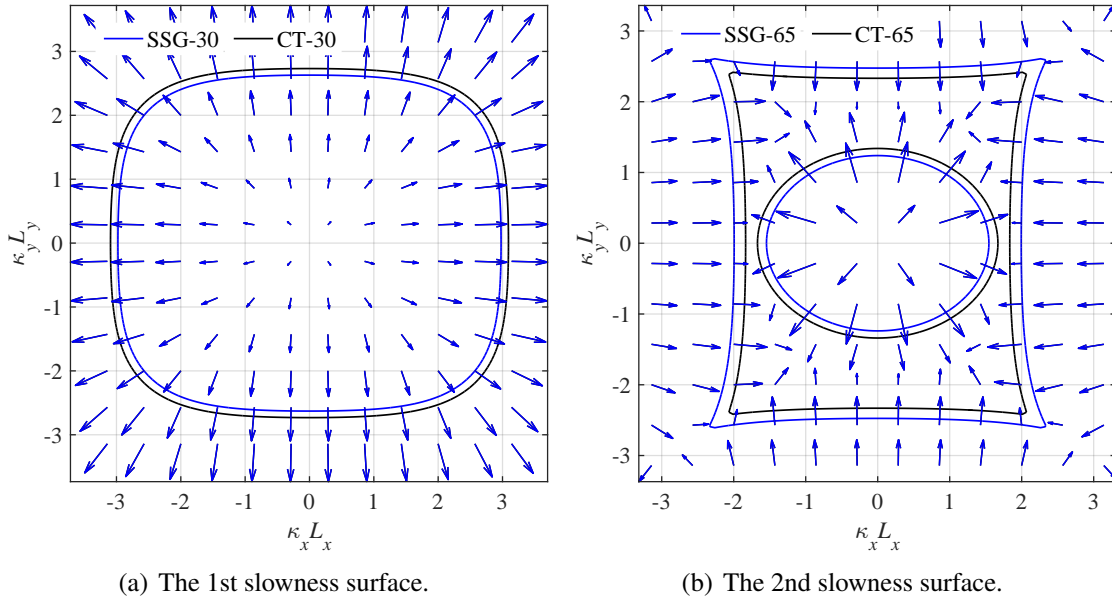 SSG-30 CT-30
3
2
1
0
-1
-2
-3
κ_y L_y
-3 -2 -1 0 1 2 3
κ_x L_x
(a) The 1st slowness surface.
SSG-65 CT-65
3
2
1
0
-1
-2
-3
κ_y L_y
-3 -2 -1 0 1 2 3
κ_x L_x
(b) The 2nd slowness surface.